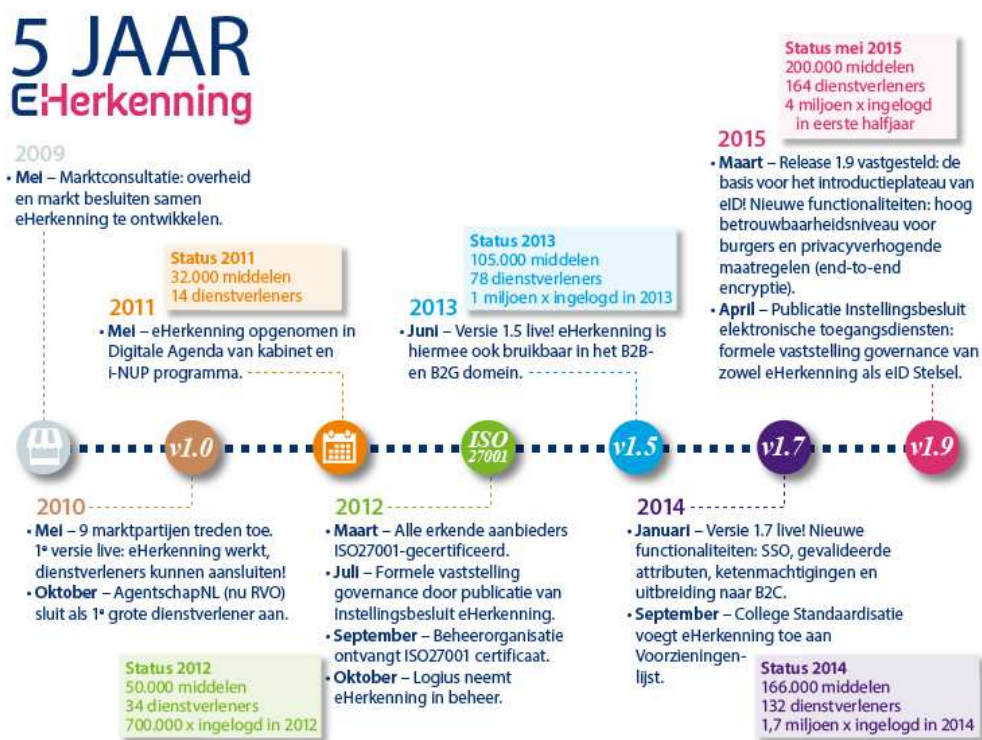 5 JAAR
eHerkenning
2009
• Mei – Marktconsultatie: overheid
en markt besluiten samen
eHerkenning te ontwikkelen.
Status 2011
32.000 middelen
14 dienstverleners
2011
• Mei – eHerkenning opgenomen in
Digitale Agenda van kabinet en
i-NUP programma.
Status 2013
105.000 middelen
78 dienstverleners
1 miljoen x ingelogd in 2013
2013
• Juni – Versie 1.5 live! eHerkenning is
hiermee ook bruikbaar in het B2B-
en B2G domein.
Status mei 2015
200.000 middelen
164 dienstverleners
4 miljoen x ingelogd
in eerste halfjaar
2015
• Maart – Release 1.9 vastgesteld: de
basis voor het introductieplateau van
eID! Nieuwe functionaliteiten: hoog
betrouwbaarheidsniveau voor
burgers en privacyverhogende
maatregelen (end-to-end
encryptie).
• April – Publicatie Instellingsbesluit
elektronische toegangsdiensten:
formele vaststelling governance van
zowel eHerkenning als eID Stelsel.
v1.0
ISO
27001
v1.5
v1.7
v1.9
2010
• Mei – 9 marktpartijen treden toe.
1e versie live: eHerkenning werkt,
dienstverleners kunnen aansluiten!
• Oktober – AgentschapNL (nu RVO)
sluit als 1e grote dienstverlener aan.
Status 2012
50.000 middelen
34 dienstverleners
700.000 x ingelogd in 2012
2012
• Maart – Alle erkende aanbieders
ISO27001-gecertificeerd.
• Juli – Formele vaststelling
governance door publicatie van
Instellingsbesluit eHerkenning.
• September – Beheerorganisatie
ontvangt ISO27001 certificaat.
• Oktober – Logius neemt
eHerkenning in beheer.
2014
• Januari – Versie 1.7 live! Nieuwe
functionaliteiten: SSO, gevalideerde
attributen, ketenmachtigingen en
uitbreiding naar B2C.
• September – College Standaardisatie
voegt eHerkenning toe aan
Voorzieningen-
lijst.
Status 2014
166.000 middelen
132 dienstverleners
1,7 miljoen x ingelogd in 2014